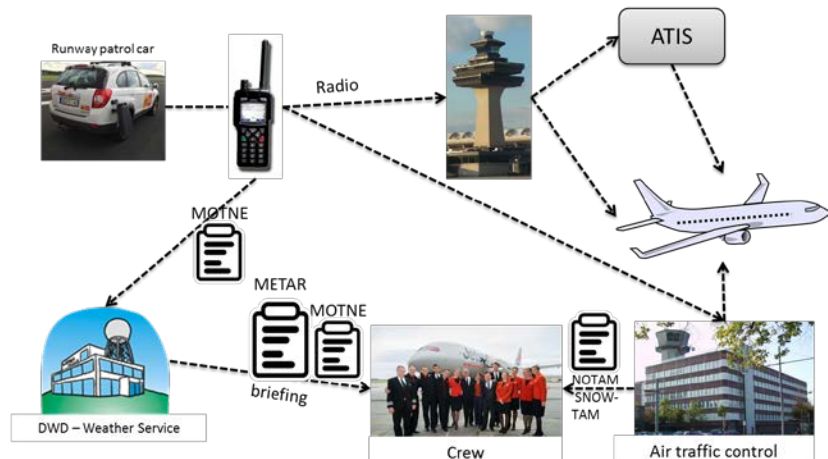 Runway patrol car
Radio
ATIS
MOTNE
METAR
MOTNE
briefing
NOTAM
SNOW-
TAM
DWD – Weather Service
Crew
Air traffic control